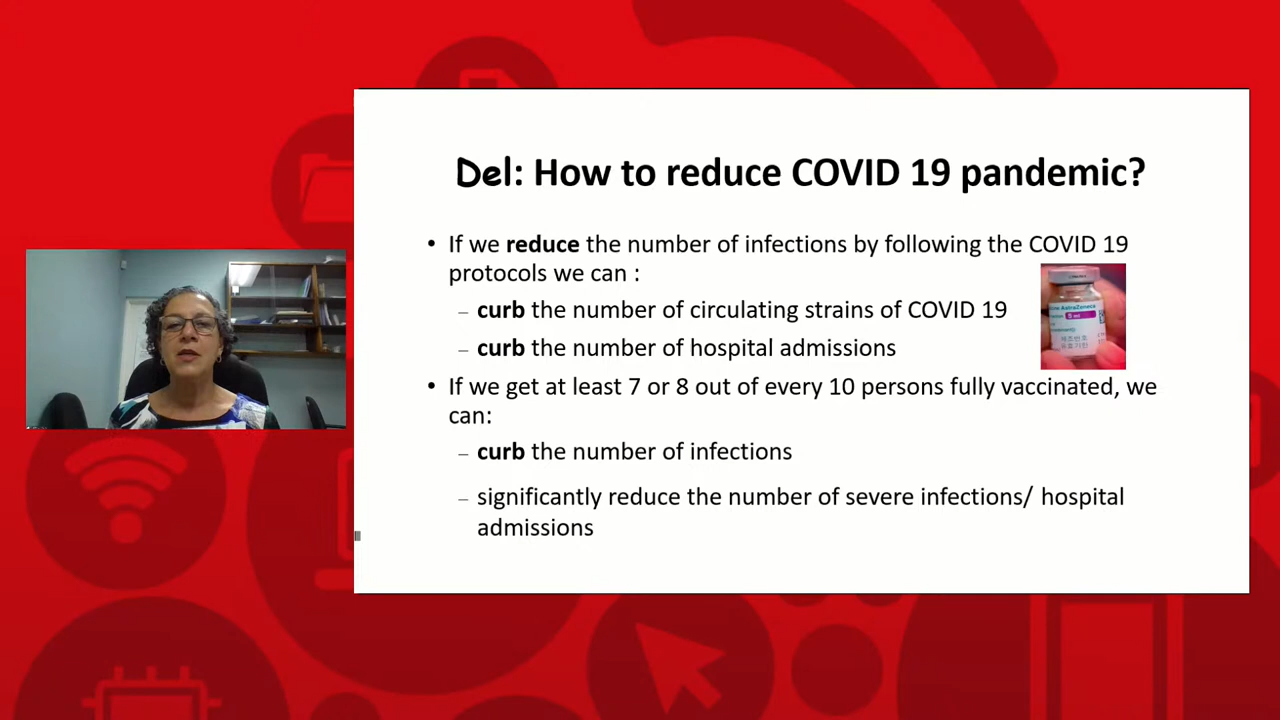 Del: How to reduce COVID 19 pandemic?
• If we reduce the number of infections by following the COVID 19
protocols we can :
– curb the number of circulating strains of COVID 19
– curb the number of hospital admissions
AstraZeneca
5 ml
• If we get at least 7 or 8 out of every 10 persons fully vaccinated, we
can:
– curb the number of infections
– significantly reduce the number of severe infections/ hospital
admissions